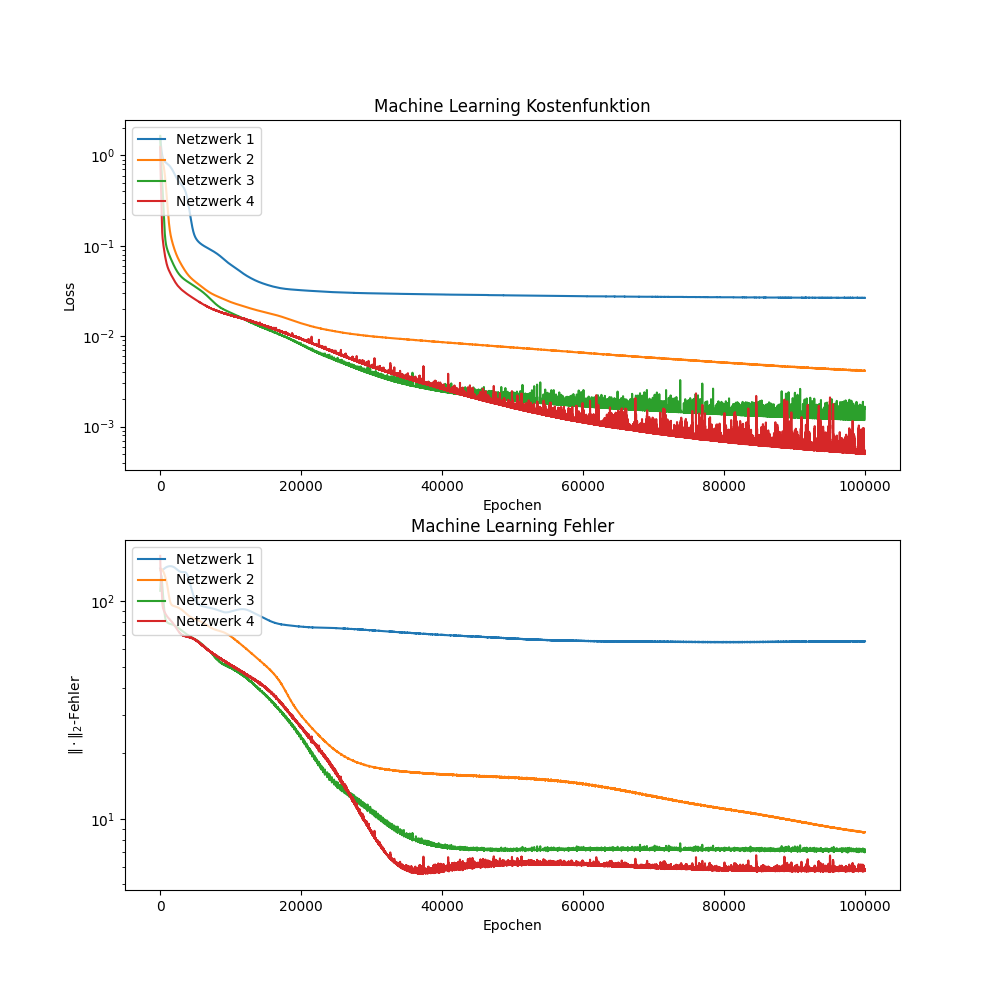 Machine Learning Kostenfunktion
Loss
10⁰
10⁻¹
10⁻²
10⁻³
Netzwerk 1
Netzwerk 2
Netzwerk 3
Netzwerk 4
0 20000 40000 60000 80000 100000
Epochen
Machine Learning Fehler
‖ · ‖₂-Fehler
10²
10¹
Netzwerk 1
Netzwerk 2
Netzwerk 3
Netzwerk 4
0 20000 40000 60000 80000 100000
Epochen